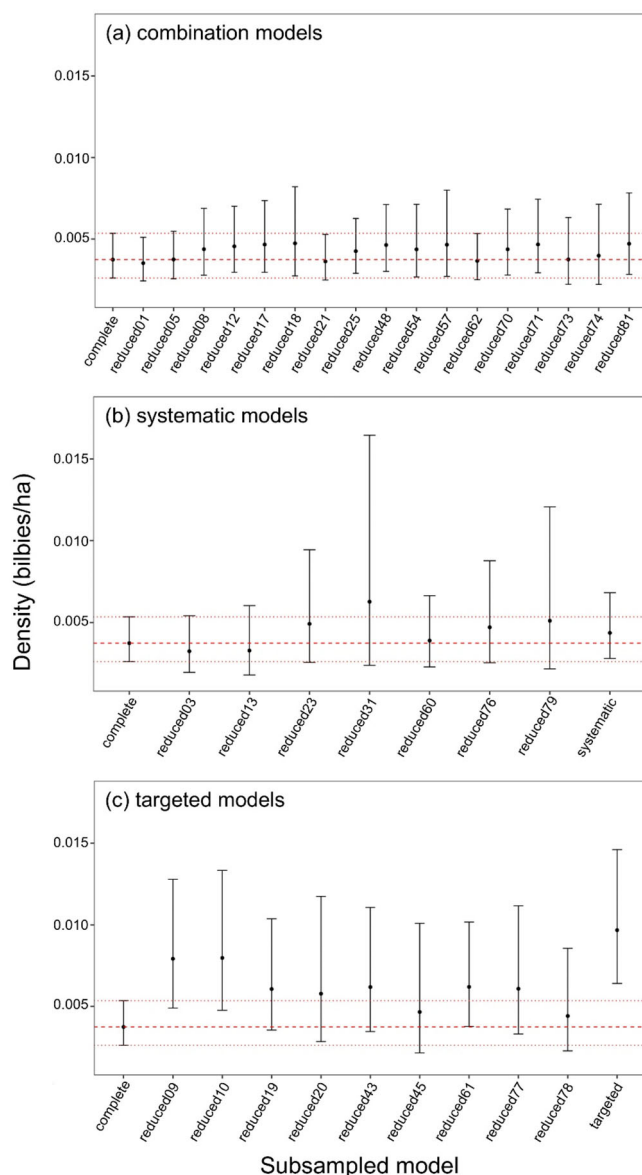 (a) combination models
0.015
0.010
0.005
complete
reduced01
reduced05
reduced08
reduced12
reduced17
reduced18
reduced21
reduced25
reduced48
reduced54
reduced57
reduced62
reduced70
reduced71
reduced73
reduced74
reduced81
Density (bilbies/ha)
(b) systematic models
0.015
0.010
0.005
complete
reduced03
reduced13
reduced23
reduced31
reduced60
reduced76
reduced79
systematic
(c) targeted models
0.015
0.010
0.005
complete
reduced09
reduced10
reduced19
reduced20
reduced43
reduced45
reduced61
reduced77
reduced78
targeted
Subsampled model